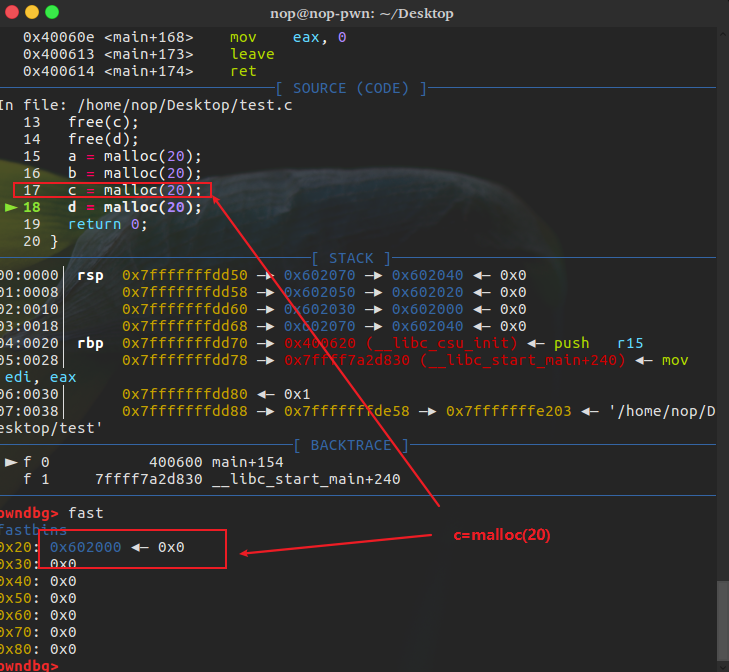 nop@nop-pwn: ~/Desktop
0x40060e <main+168>    mov    eax, 0
0x400613 <main+173>    leave
0x400614 <main+174>    ret
[ SOURCE (CODE) ]
In file: /home/nop/Desktop/test.c
13   free(c);
14   free(d);
15   a = malloc(20);
16   b = malloc(20);
17   c = malloc(20);
► 18   d = malloc(20);
19   return 0;
20 }
[ STACK ]
00:0000│ rsp  0x7fffffffdd50 —▸ 0x602070 —▸ 0x602040 ◂— 0x0
01:0008│      0x7fffffffdd58 —▸ 0x602050 —▸ 0x602020 ◂— 0x0
02:0010│      0x7fffffffdd60 —▸ 0x602030 —▸ 0x602000 ◂— 0x0
03:0018│      0x7fffffffdd68 —▸ 0x602070 —▸ 0x602040 ◂— 0x0
04:0020│ rbp  0x7fffffffdd70 —▸ 0x400620 (__libc_csu_init) ◂— push   r15
05:0028│      0x7fffffffdd78 —▸ 0x7ffff7a2d830 (__libc_start_main+240) ◂— mov
edi, eax
06:0030│      0x7fffffffdd80 ◂— 0x1
07:0038│      0x7fffffffdd88 —▸ 0x7fffffffde58 —▸ 0x7fffffffe203 ◂— '/home/nop/D
esktop/test'
[ BACKTRACE ]
► f 0           400600 main+154
f 1     7ffff7a2d830 __libc_start_main+240
pwndbg> fast
fastbins
0x20: 0x602000 ◂— 0x0
0x30: 0x0
c=malloc(20)
0x40: 0x0
0x50: 0x0
0x60: 0x0
0x70: 0x0
0x80: 0x0
pwndbg>